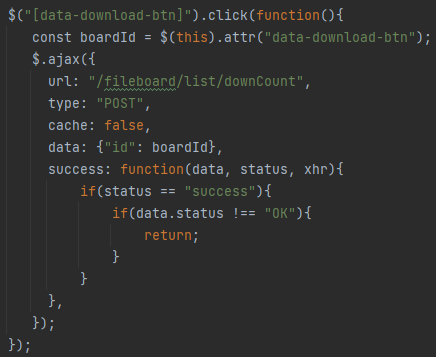 $("[data-download-btn]").click(function(){
    const boardId = $(this).attr("data-download-btn");
    $.ajax({
      url: "/fileboard/list/downCount",
      type: "POST",
      cache: false,
      data: {"id": boardId},
      success: function(data, status, xhr){
          if(status == "success"){
              if(data.status !== "OK"){
                  return;
              }
          }
      },
    });
});